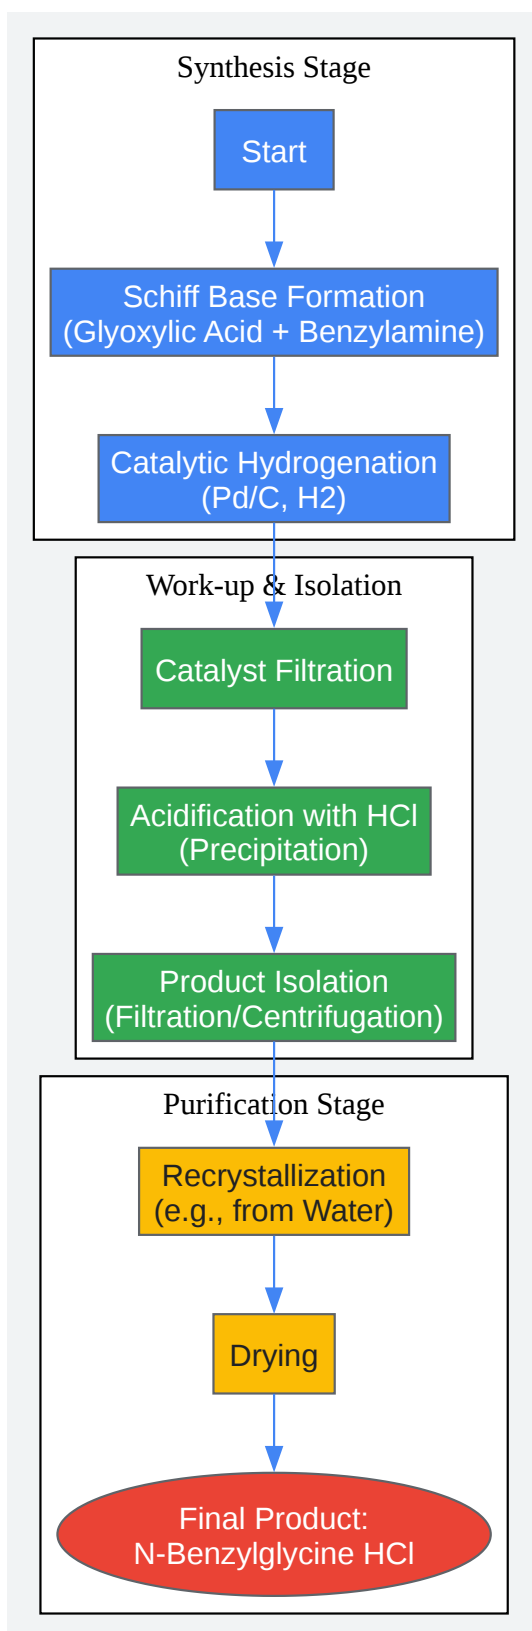 Synthesis Stage
Start
Schiff Base Formation
(Glyoxylic Acid + Benzylamine)
Catalytic Hydrogenation
(Pd/C, H2)
Work-up & Isolation
Catalyst Filtration
Acidification with HCl
(Precipitation)
Product Isolation
(Filtration/Centrifugation)
Purification Stage
Recrystallization
(e.g., from Water)
Drying
Final Product:
N-Benzylglycine HCl